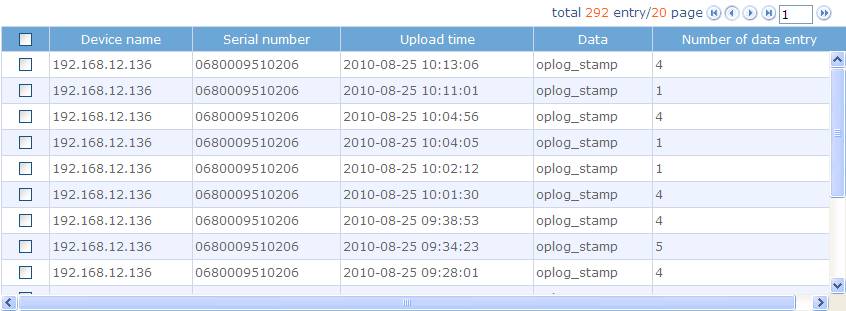 total 292 entry/20 page 1
Device name Serial number Upload time Data Number of data entry
192.168.12.136 0680009510206 2010-08-25 10:13:06 oplog_stamp 4
192.168.12.136 0680009510206 2010-08-25 10:11:01 oplog_stamp 1
192.168.12.136 0680009510206 2010-08-25 10:04:56 oplog_stamp 4
192.168.12.136 0680009510206 2010-08-25 10:04:05 oplog_stamp 1
192.168.12.136 0680009510206 2010-08-25 10:02:12 oplog_stamp 1
192.168.12.136 0680009510206 2010-08-25 10:01:30 oplog_stamp 4
192.168.12.136 0680009510206 2010-08-25 09:38:53 oplog_stamp 4
192.168.12.136 0680009510206 2010-08-25 09:34:23 oplog_stamp 5
192.168.12.136 0680009510206 2010-08-25 09:28:01 oplog_stamp 4